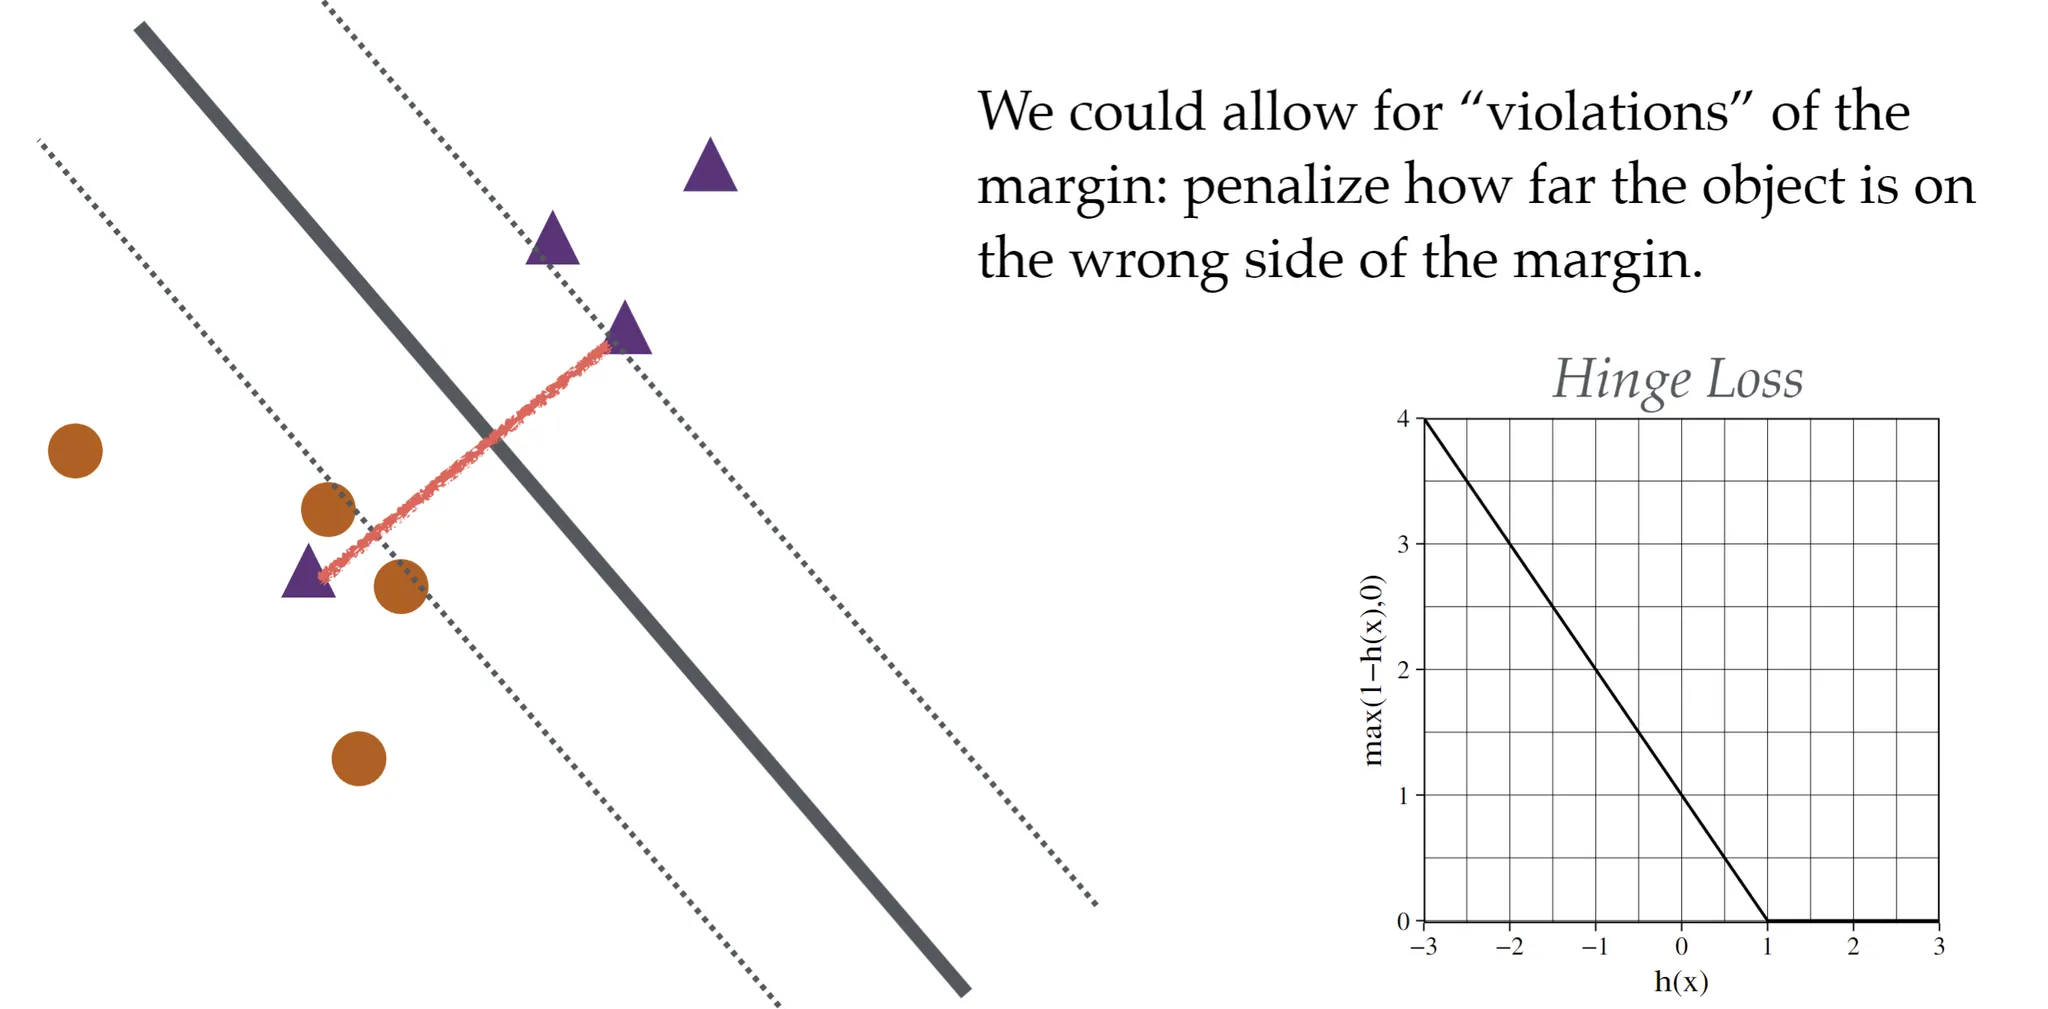 We could allow for “violations” of the
margin: penalize how far the object is on
the wrong side of the margin.
Hinge Loss
4
3
2
1
0
max(1−h(x),0)
−3 −2 −1 0 1 2 3
h(x)